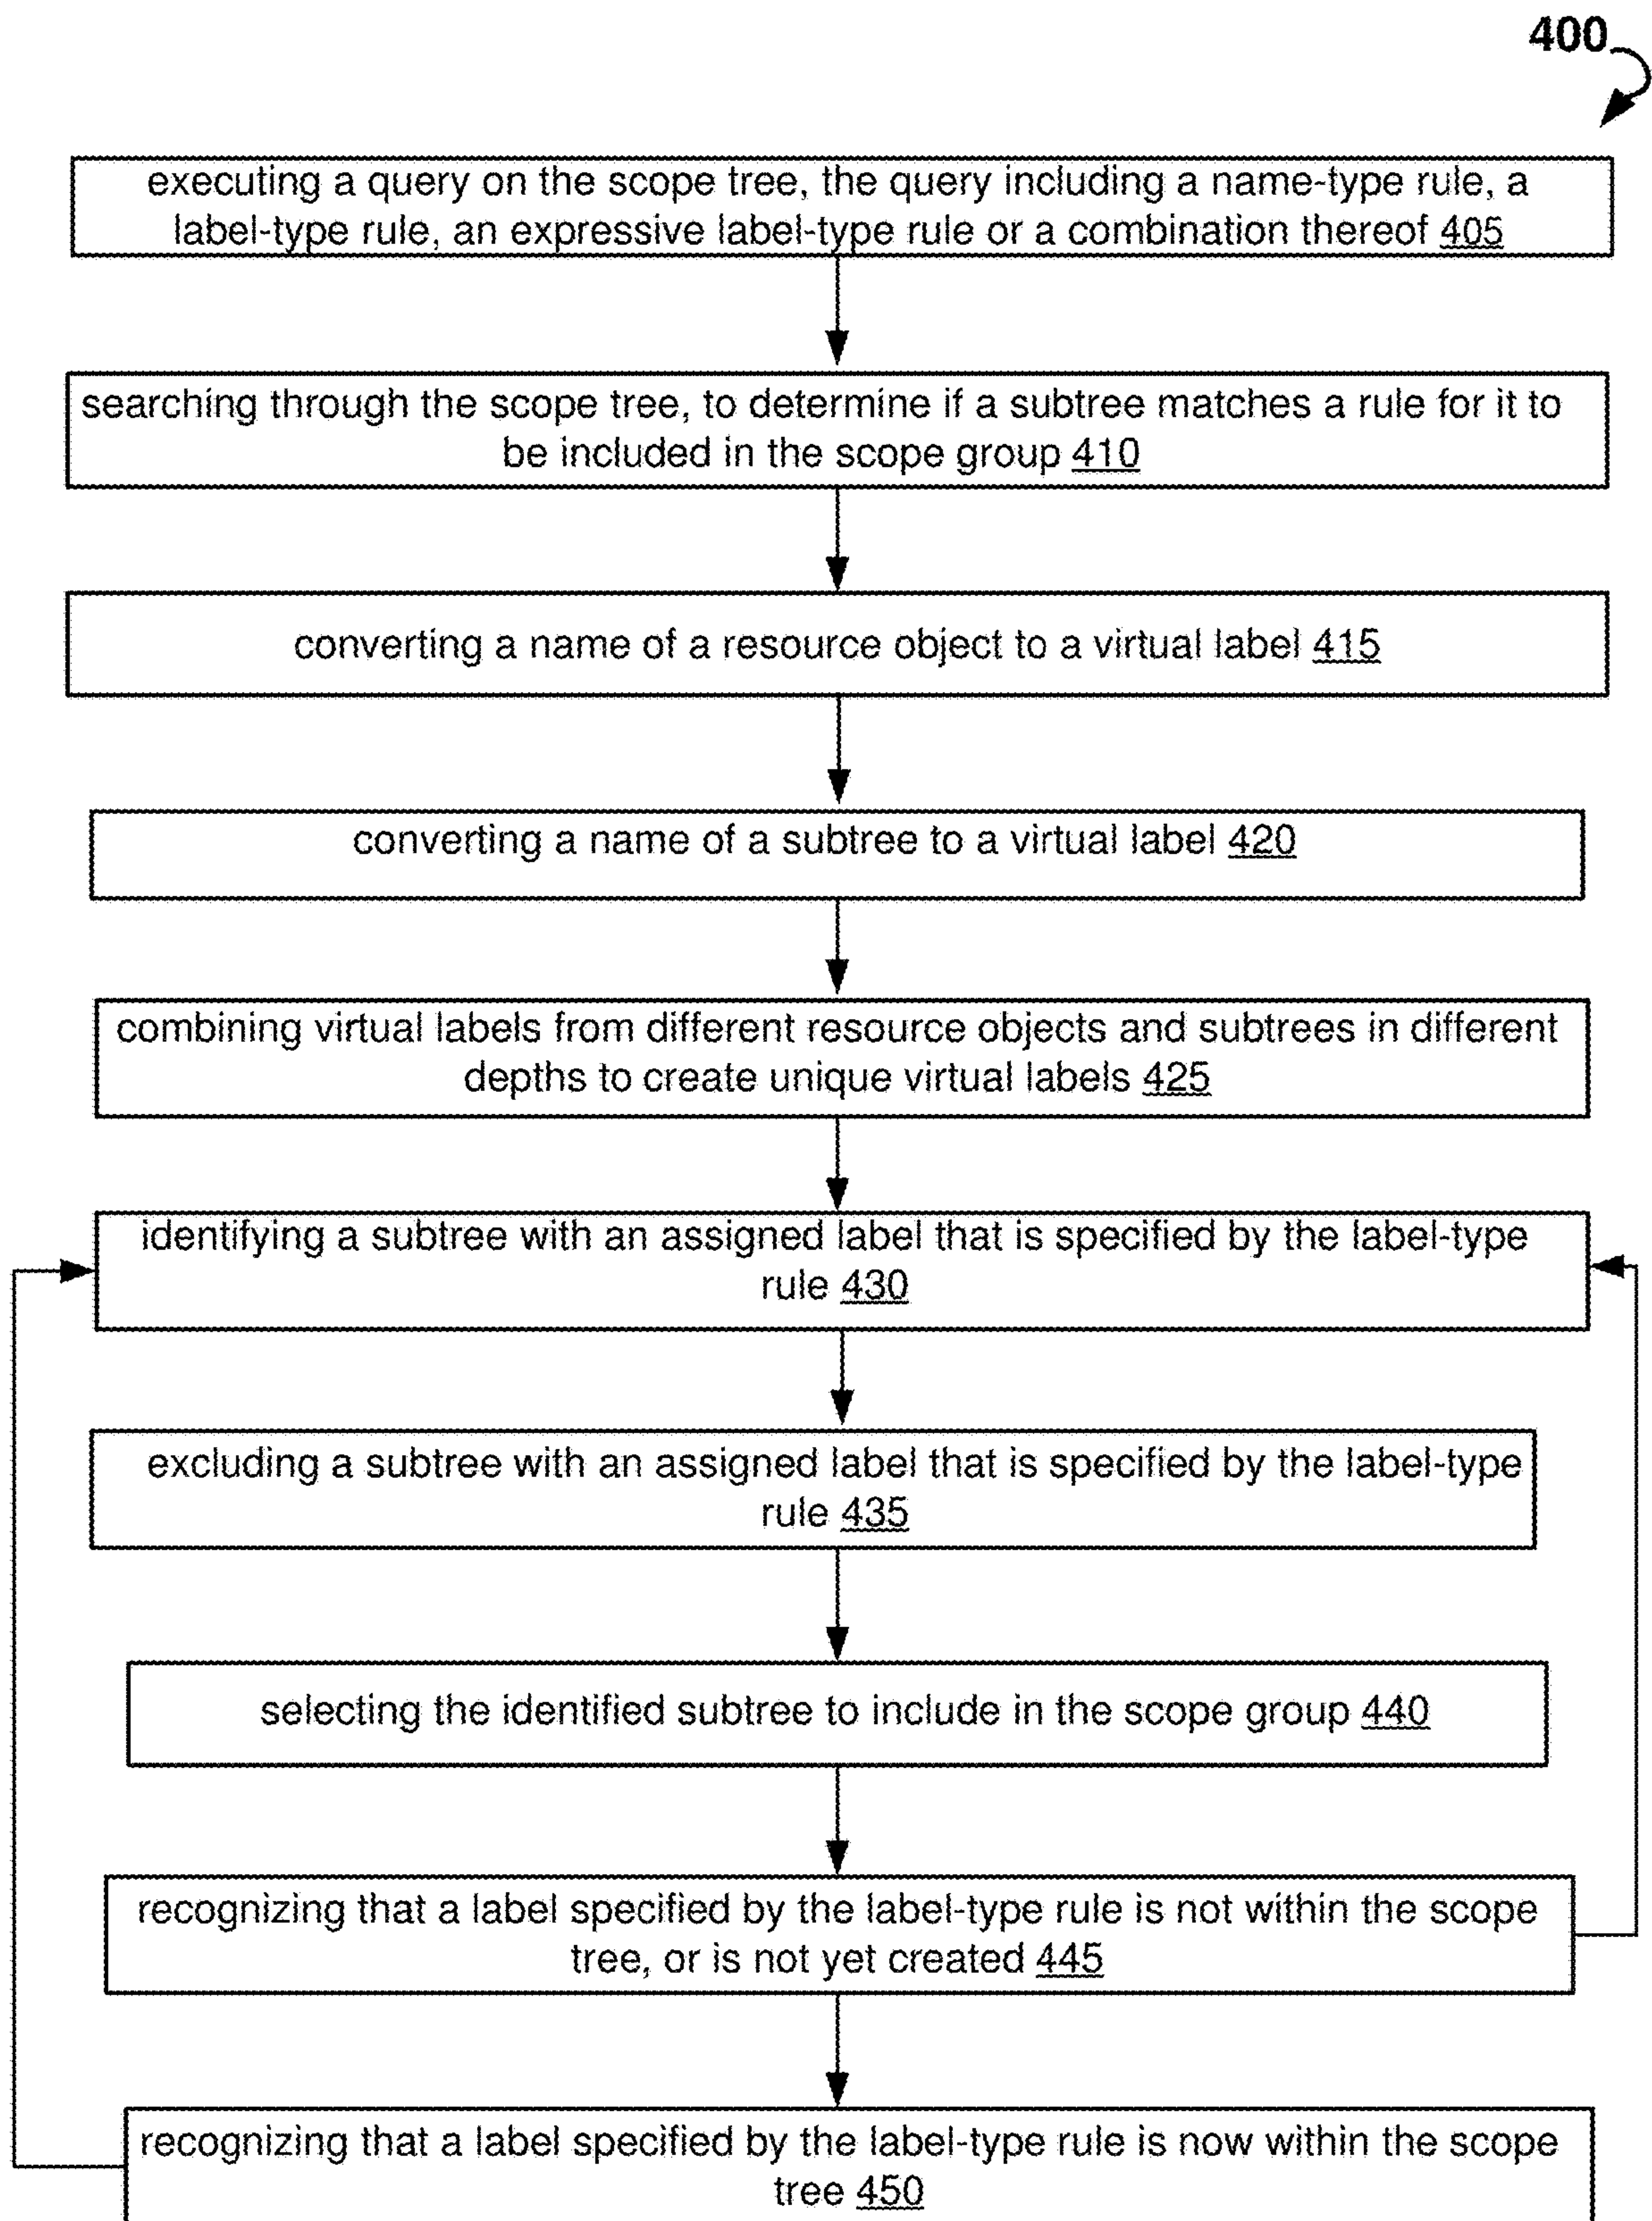 400
executing a query on the scope tree, the query including a name-type rule, a
label-type rule, an expressive label-type rule or a combination thereof 405
searching through the scope tree, to determine if a subtree matches a rule for it to
be included in the scope group 410
converting a name of a resource object to a virtual label 415
converting a name of a subtree to a virtual label 420
combining virtual labels from different resource objects and subtrees in different
depths to create unique virtual labels 425
identifying a subtree with an assigned label that is specified by the label-type
rule 430
excluding a subtree with an assigned label that is specified by the label-type
rule 435
selecting the identified subtree to include in the scope group 440
recognizing that a label specified by the label-type rule is not within the scope
tree, or is not yet created 445
recognizing that a label specified by the label-type rule is now within the scope
tree 450